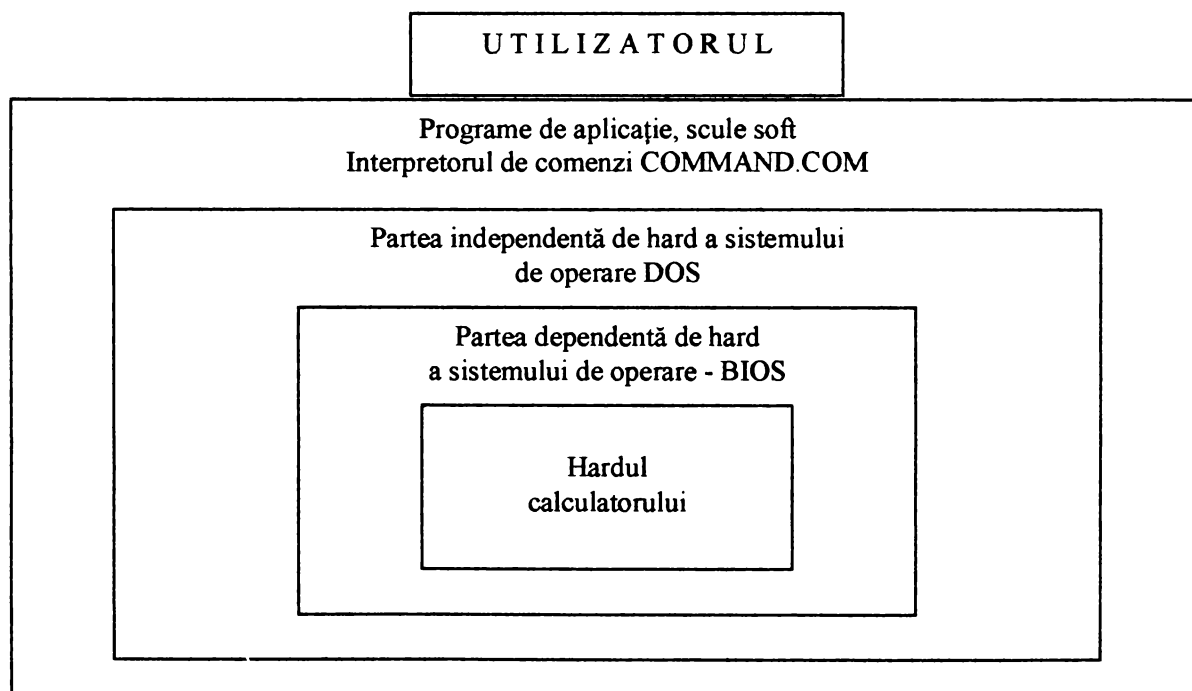 U T I L I Z A T O R U L
Programe de aplicație, scule soft
Interpretorul de comenzi COMMAND.COM
Partea independentă de hard a sistemului
de operare DOS
Partea dependentă de hard
a sistemului de operare - BIOS
Hardul
calculatorului